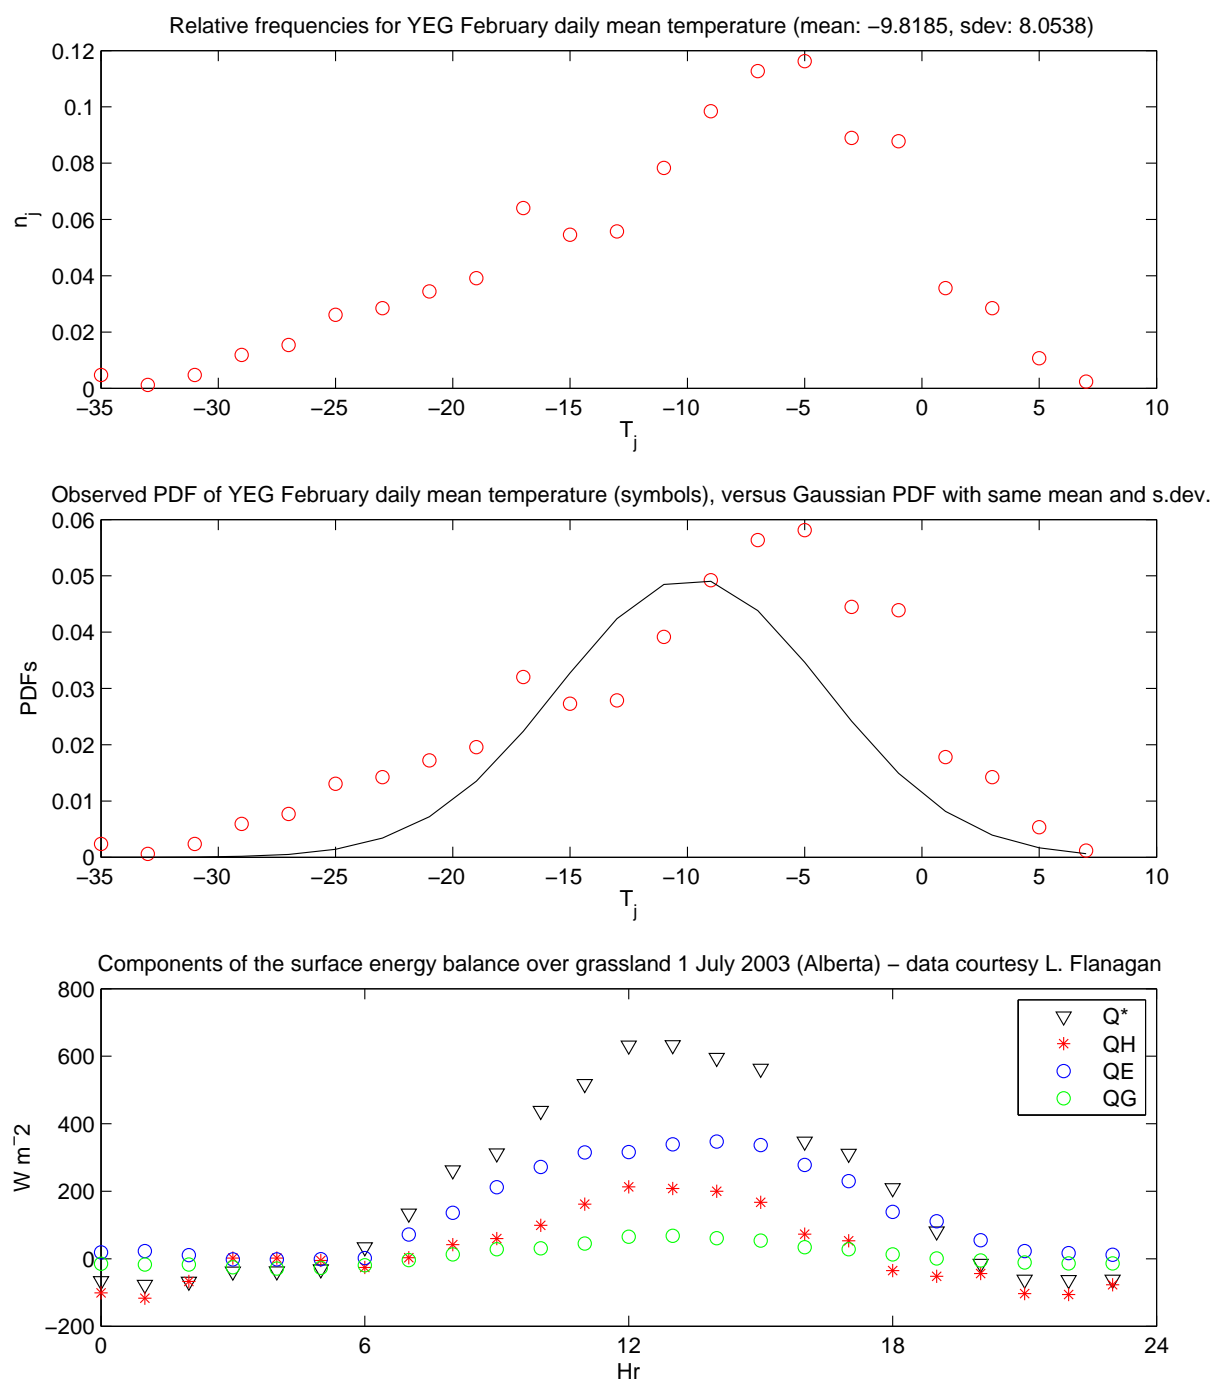 Relative frequencies for YEG February daily mean temperature (mean: −9.8185, sdev: 8.0538)
0.12
0.1
0.08
0.06
0.04
0.02
0
n_j
−35 −30 −25 −20 −15 −10 −5 0 5 10
T_j
Observed PDF of YEG February daily mean temperature (symbols), versus Gaussian PDF with same mean and s.dev.
0.06
0.05
0.04
0.03
0.02
0.01
0
PDFs
−35 −30 −25 −20 −15 −10 −5 0 5 10
T_j
Components of the surface energy balance over grassland 1 July 2003 (Alberta) − data courtesy L. Flanagan
800
600
400
200
0
−200
W m⁻2
Q*
QH
QE
QG
0 6 12 18 24
Hr